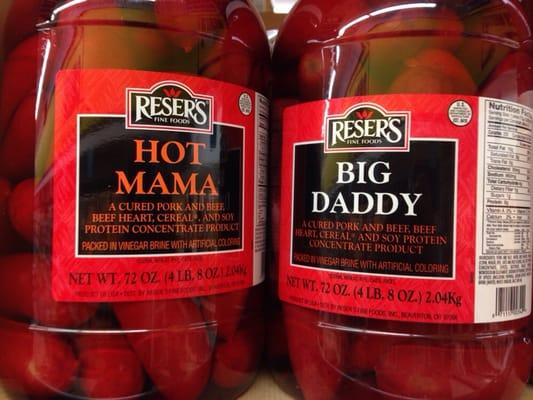 RESER'S
FINE FOODS
HOT
MAMA
A CURED PORK AND BEEF,
BEEF HEART, CEREAL*, AND SOY
PROTEIN CONCENTRATE PRODUCT
PACKED IN VINEGAR BRINE WITH ARTIFICIAL COLORING
NET WT. 72 OZ. (4 LB. 8 OZ.) 2.04Kg
RESER'S
FINE FOODS
BIG
DADDY
A CURED PORK AND BEEF, BEEF
HEART, CEREAL*, AND SOY PROTEIN
CONCENTRATE PRODUCT
PACKED IN VINEGAR BRINE WITH ARTIFICIAL COLORING
NET WT. 72 OZ. (4 LB. 8 OZ.) 2.04Kg
Nutrition